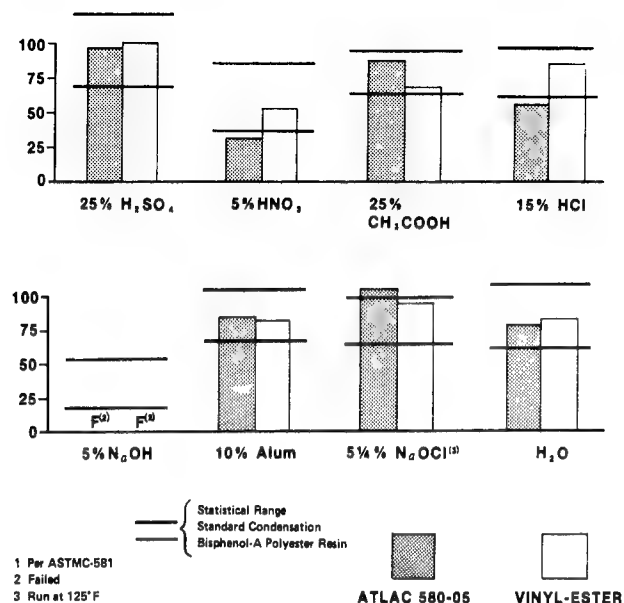 100
75
50
25
0
25% H₂SO₄
5%HNO₃
25% CH₃COOH
15% HCl
100
75
50
25
0
F⁽²⁾ F⁽²⁾
5%NaOH
10% Alum
5¼% NaOCl⁽³⁾
H₂O
Statistical Range
Standard Condensation
Bisphenol-A Polyester Resin
1 Per ASTMC-581
2 Failed
3 Run at 125°F
ATLAC 580-05
VINYL-ESTER